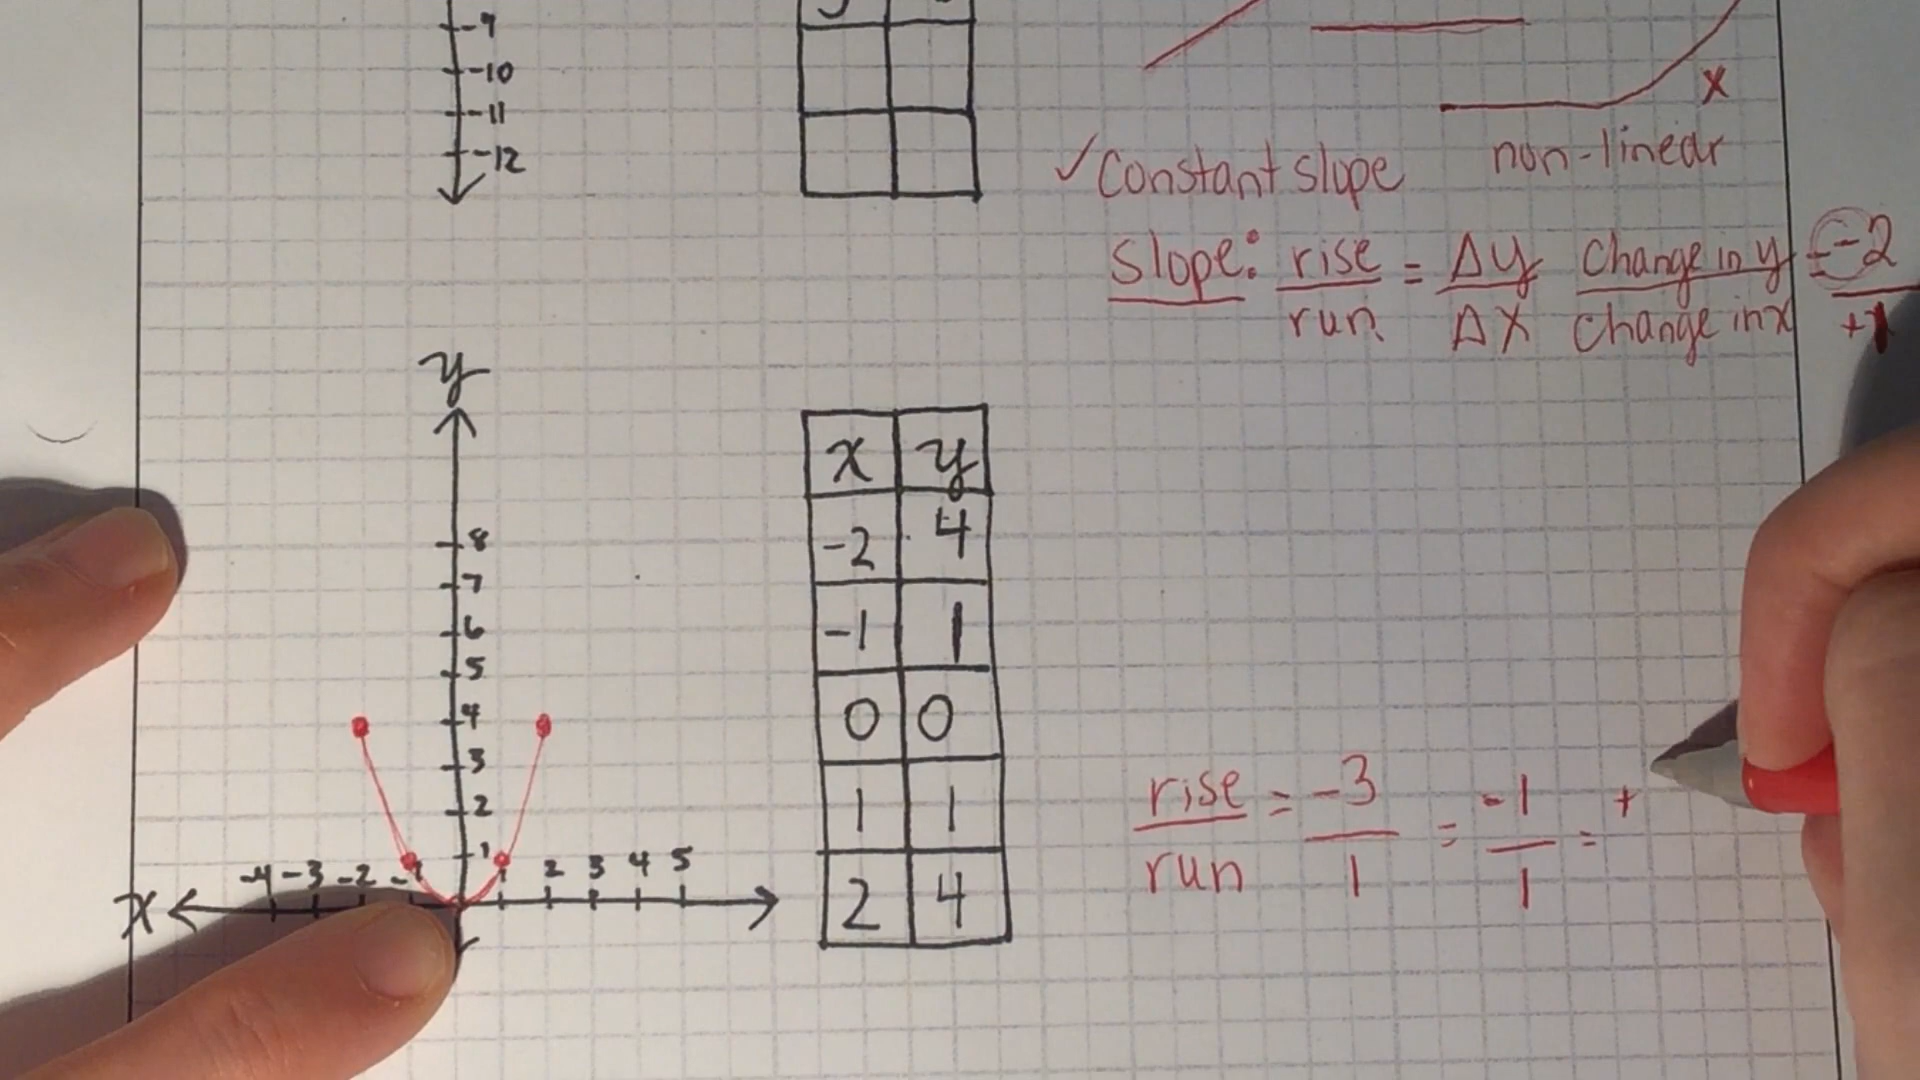 -9
-10
-11
-12
✓ Constant slope
non-linear
x
slope: rise = Δy change in y = -2
run ΔX change in x +1
y
8
7
6
5
4
3
2
1
-4 -3 -2 -1 1 2 3 4 5
x
x y
-2 4
-1 1
0 0
1 1
2 4
rise = -3 = -1 = +
run 1 1